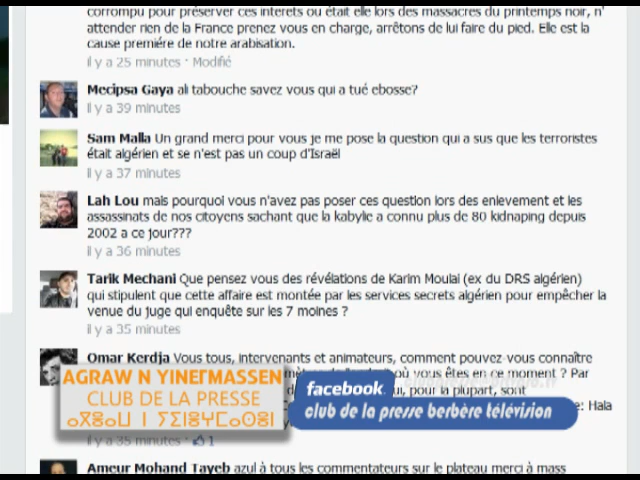 corrompu pour préserver ces interets ou était elle lors des massacres du printemps noir, n'
attender rien de la France prenez vous en charge, arrêtons de lui faire du pied. Elle est la
cause premiére de notre arabisation.
il y a 25 minutes · Modifié
Mecipsa Gaya ali tabouche savez vous qui a tué ebosse?
il y a 39 minutes
Sam Malla Un grand merci pour vous je me pose la question qui a sus que les terroristes
était algérien et se n'est pas un coup d'Israël
il y a 37 minutes
Lah Lou mais pourquoi vous n'avez pas poser ces question lors des enlevement et les
assassinats de nos citoyens sachant que la kabylie a connu plus de 80 kidnaping depuis
2002 a ce jour???
il y a 36 minutes
Tarik Mechani Que pensez vous des révélations de Karim Moulai (ex du DRS algérien)
qui stipulent que cette affaire est montée par les services secrets algérien pour empêcher la
venue du juge qui enquête sur les 7 moines ?
il y a 35 minutes
Omar Kerdja Vous tous, intervenants et animateurs, comment pouvez-vous connaître
où vous êtes en ce moment ? Par
pour la plupart, sont
Hala
il y a 35 minutes · 1
AGRAW N YINEГMASSEN
CLUB DE LA PRESSE
facebook
club de la presse berbère télévision
Ameur Mohand Tayeb azul à tous les commentateurs sur le plateau merci à mass